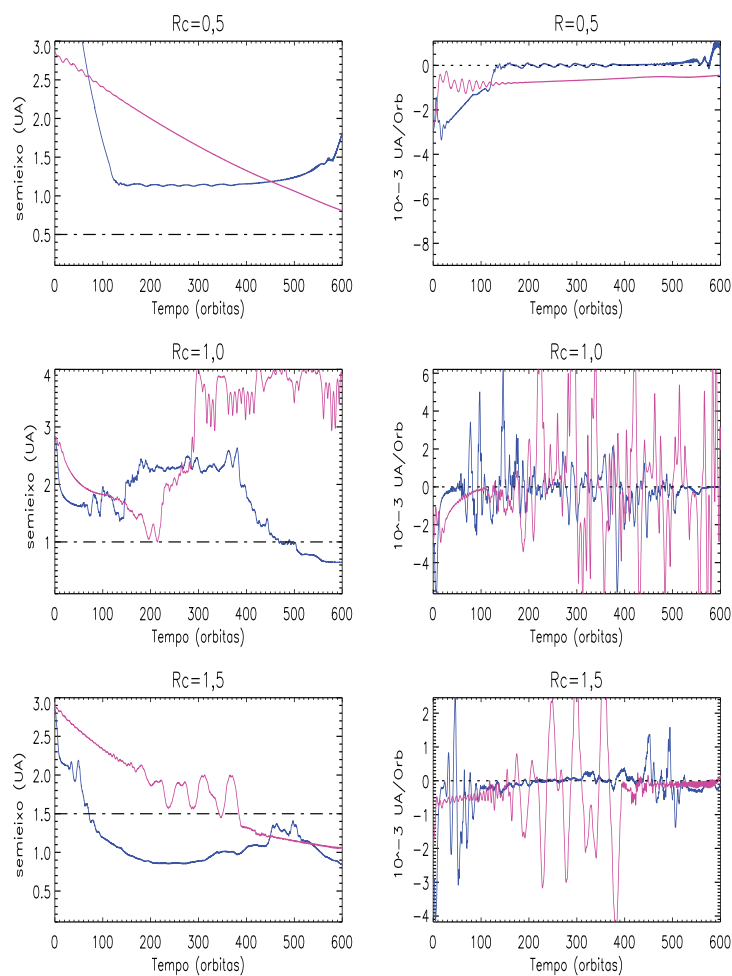 Rc=0,5
semieixo (UA)
3.0
2.5
2.0
1.5
1.0
0.5
0 100 200 300 400 500 600
Tempo (orbitas)
R=0,5
10^-3 UA/Orb
0
-2
-4
-6
-8
0 100 200 300 400 500 600
Tempo (orbitas)
Rc=1,0
semieixo (UA)
4
3
2
1
0 100 200 300 400 500 600
Tempo (orbitas)
Rc=1,0
10^-3 UA/Orb
6
4
2
0
-2
-4
0 100 200 300 400 500 600
Tempo (orbitas)
Rc=1,5
semieixo (UA)
3.0
2.5
2.0
1.5
1.0
0.5
0 100 200 300 400 500 600
Tempo (orbitas)
Rc=1,5
10^-3 UA/Orb
2
1
0
-1
-2
-3
-4
0 100 200 300 400 500 600
Tempo (orbitas)